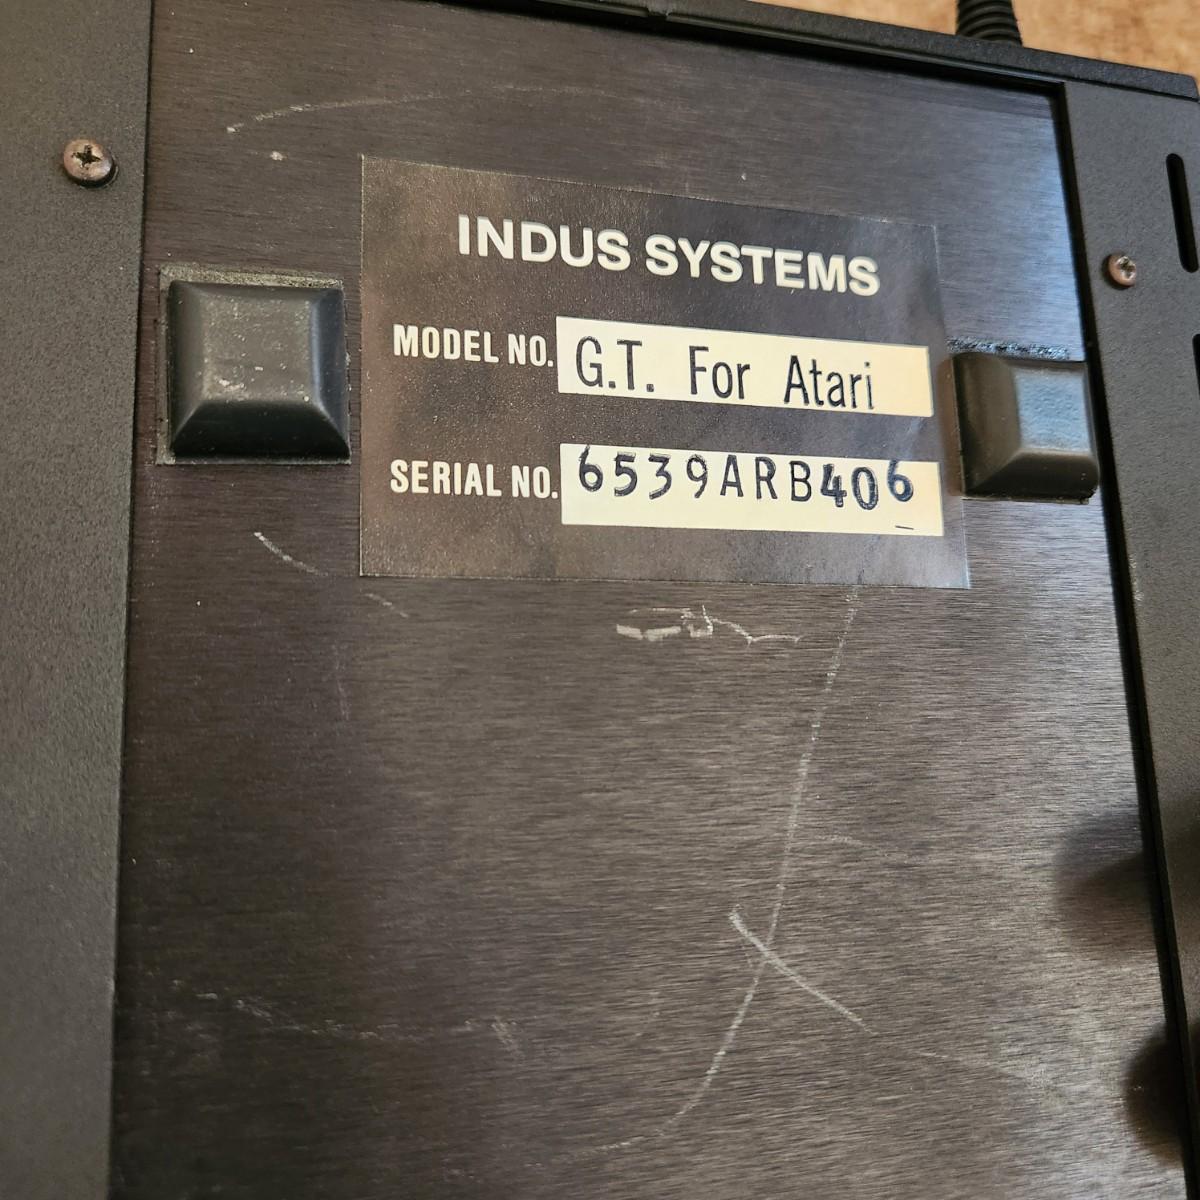 INDUS SYSTEMS
MODEL NO. G.T. For Atari
SERIAL NO. 6539ARB406